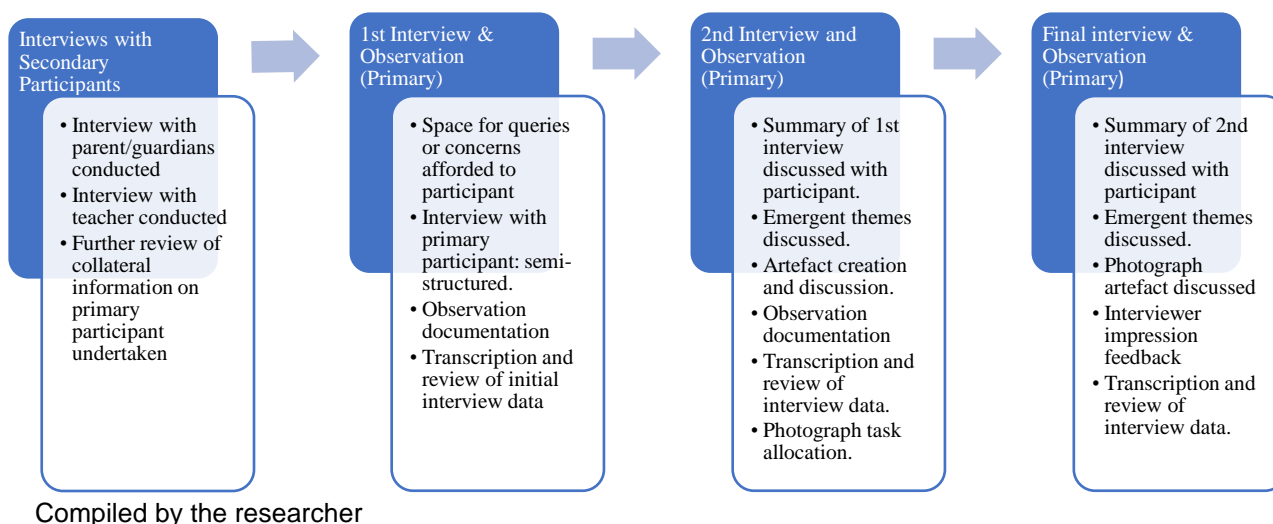 Interviews with
Secondary
Participants
• Interview with
parent/guardians
conducted
• Interview with
teacher conducted
• Further review of
collateral
information on
primary
participant
undertaken
1st Interview &
Observation
(Primary)
• Space for queries
or concerns
afforded to
participant
• Interview with
primary
participant: semi-
structured.
• Observation
documentation
• Transcription and
review of initial
interview data
2nd Interview and
Observation
(Primary)
• Summary of 1st
interview
discussed with
participant.
• Emergent themes
discussed.
• Artefact creation
and discussion.
• Observation
documentation
• Transcription and
review of
interview data.
• Photograph task
allocation.
Final interview &
Observation
(Primary)
• Summary of 2nd
interview
discussed with
participant
• Emergent themes
discussed.
• Photograph
artefact discussed
• Interviewer
impression
feedback
• Transcription and
review of
interview data.
Compiled by the researcher